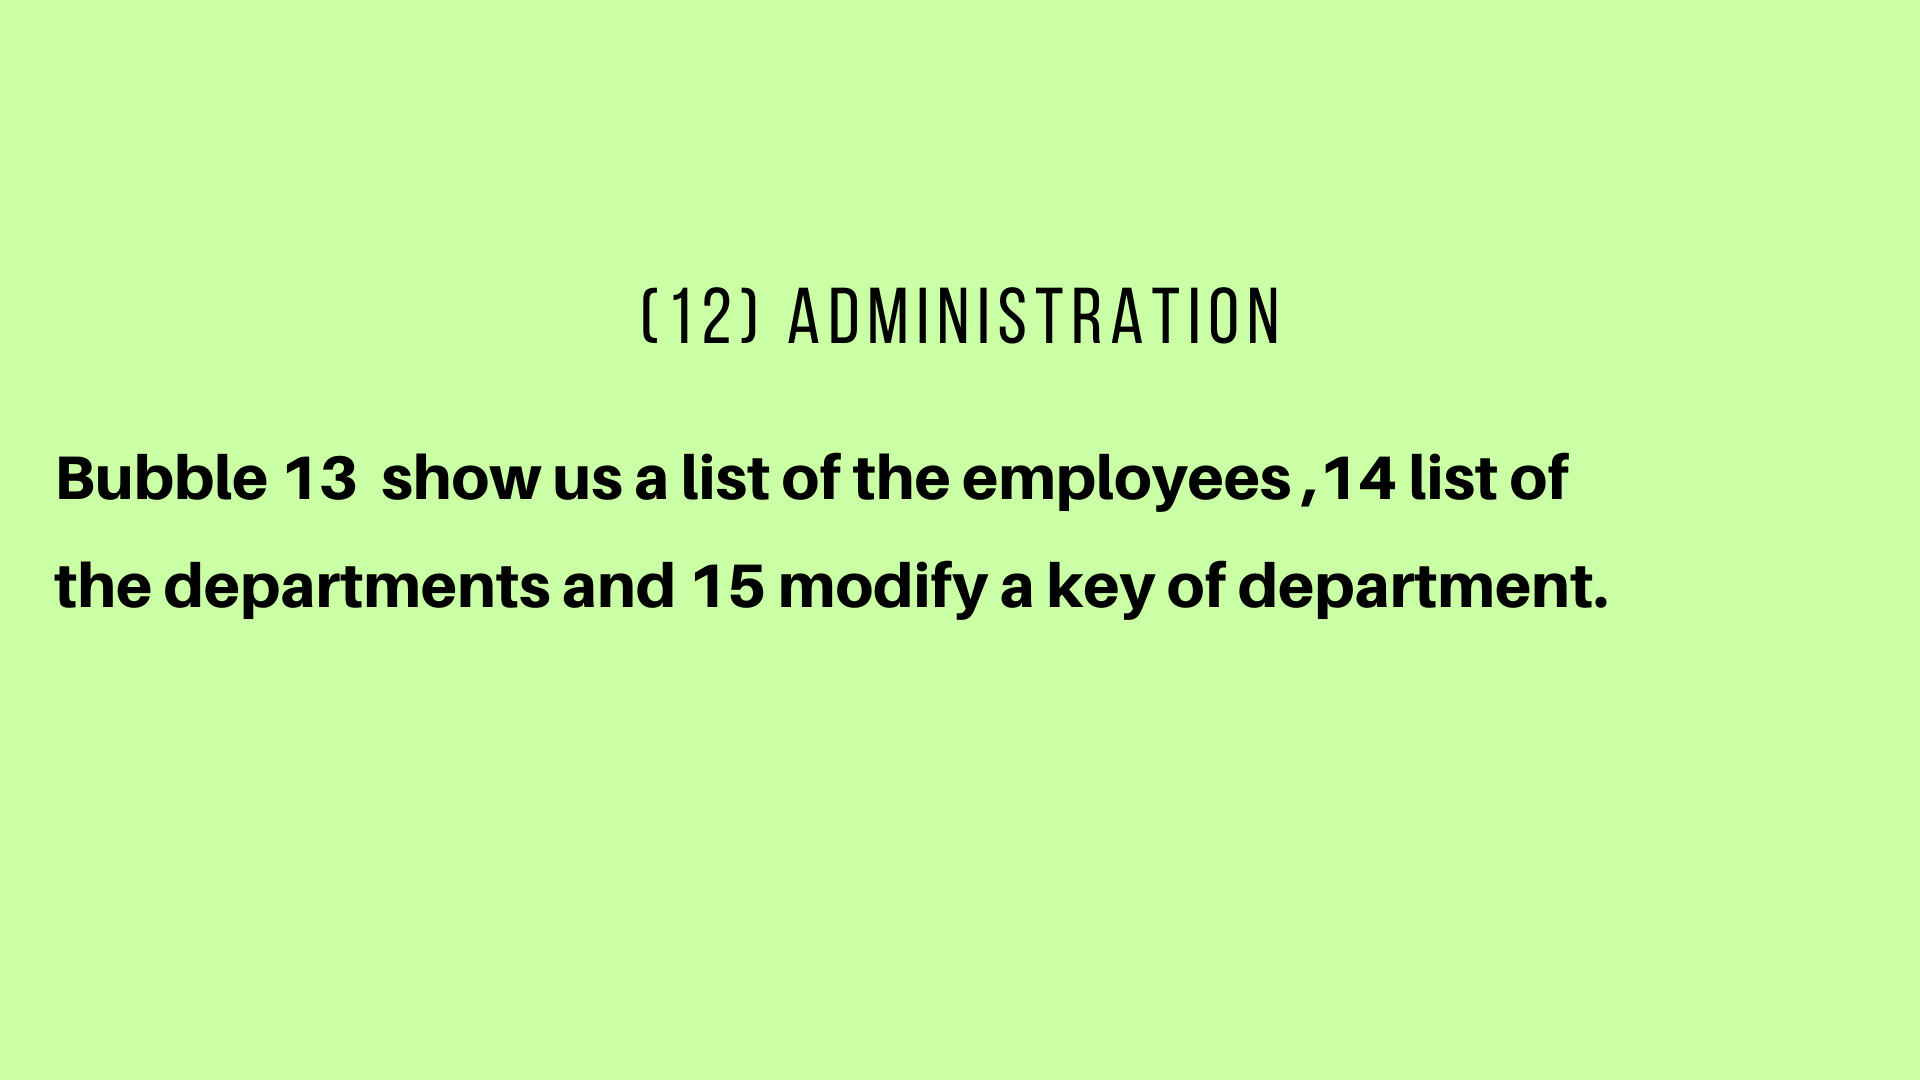 (12) ADMINISTRATION
Bubble 13  show us a list of the employees ,14 list of
the departments and 15 modify a key of department.